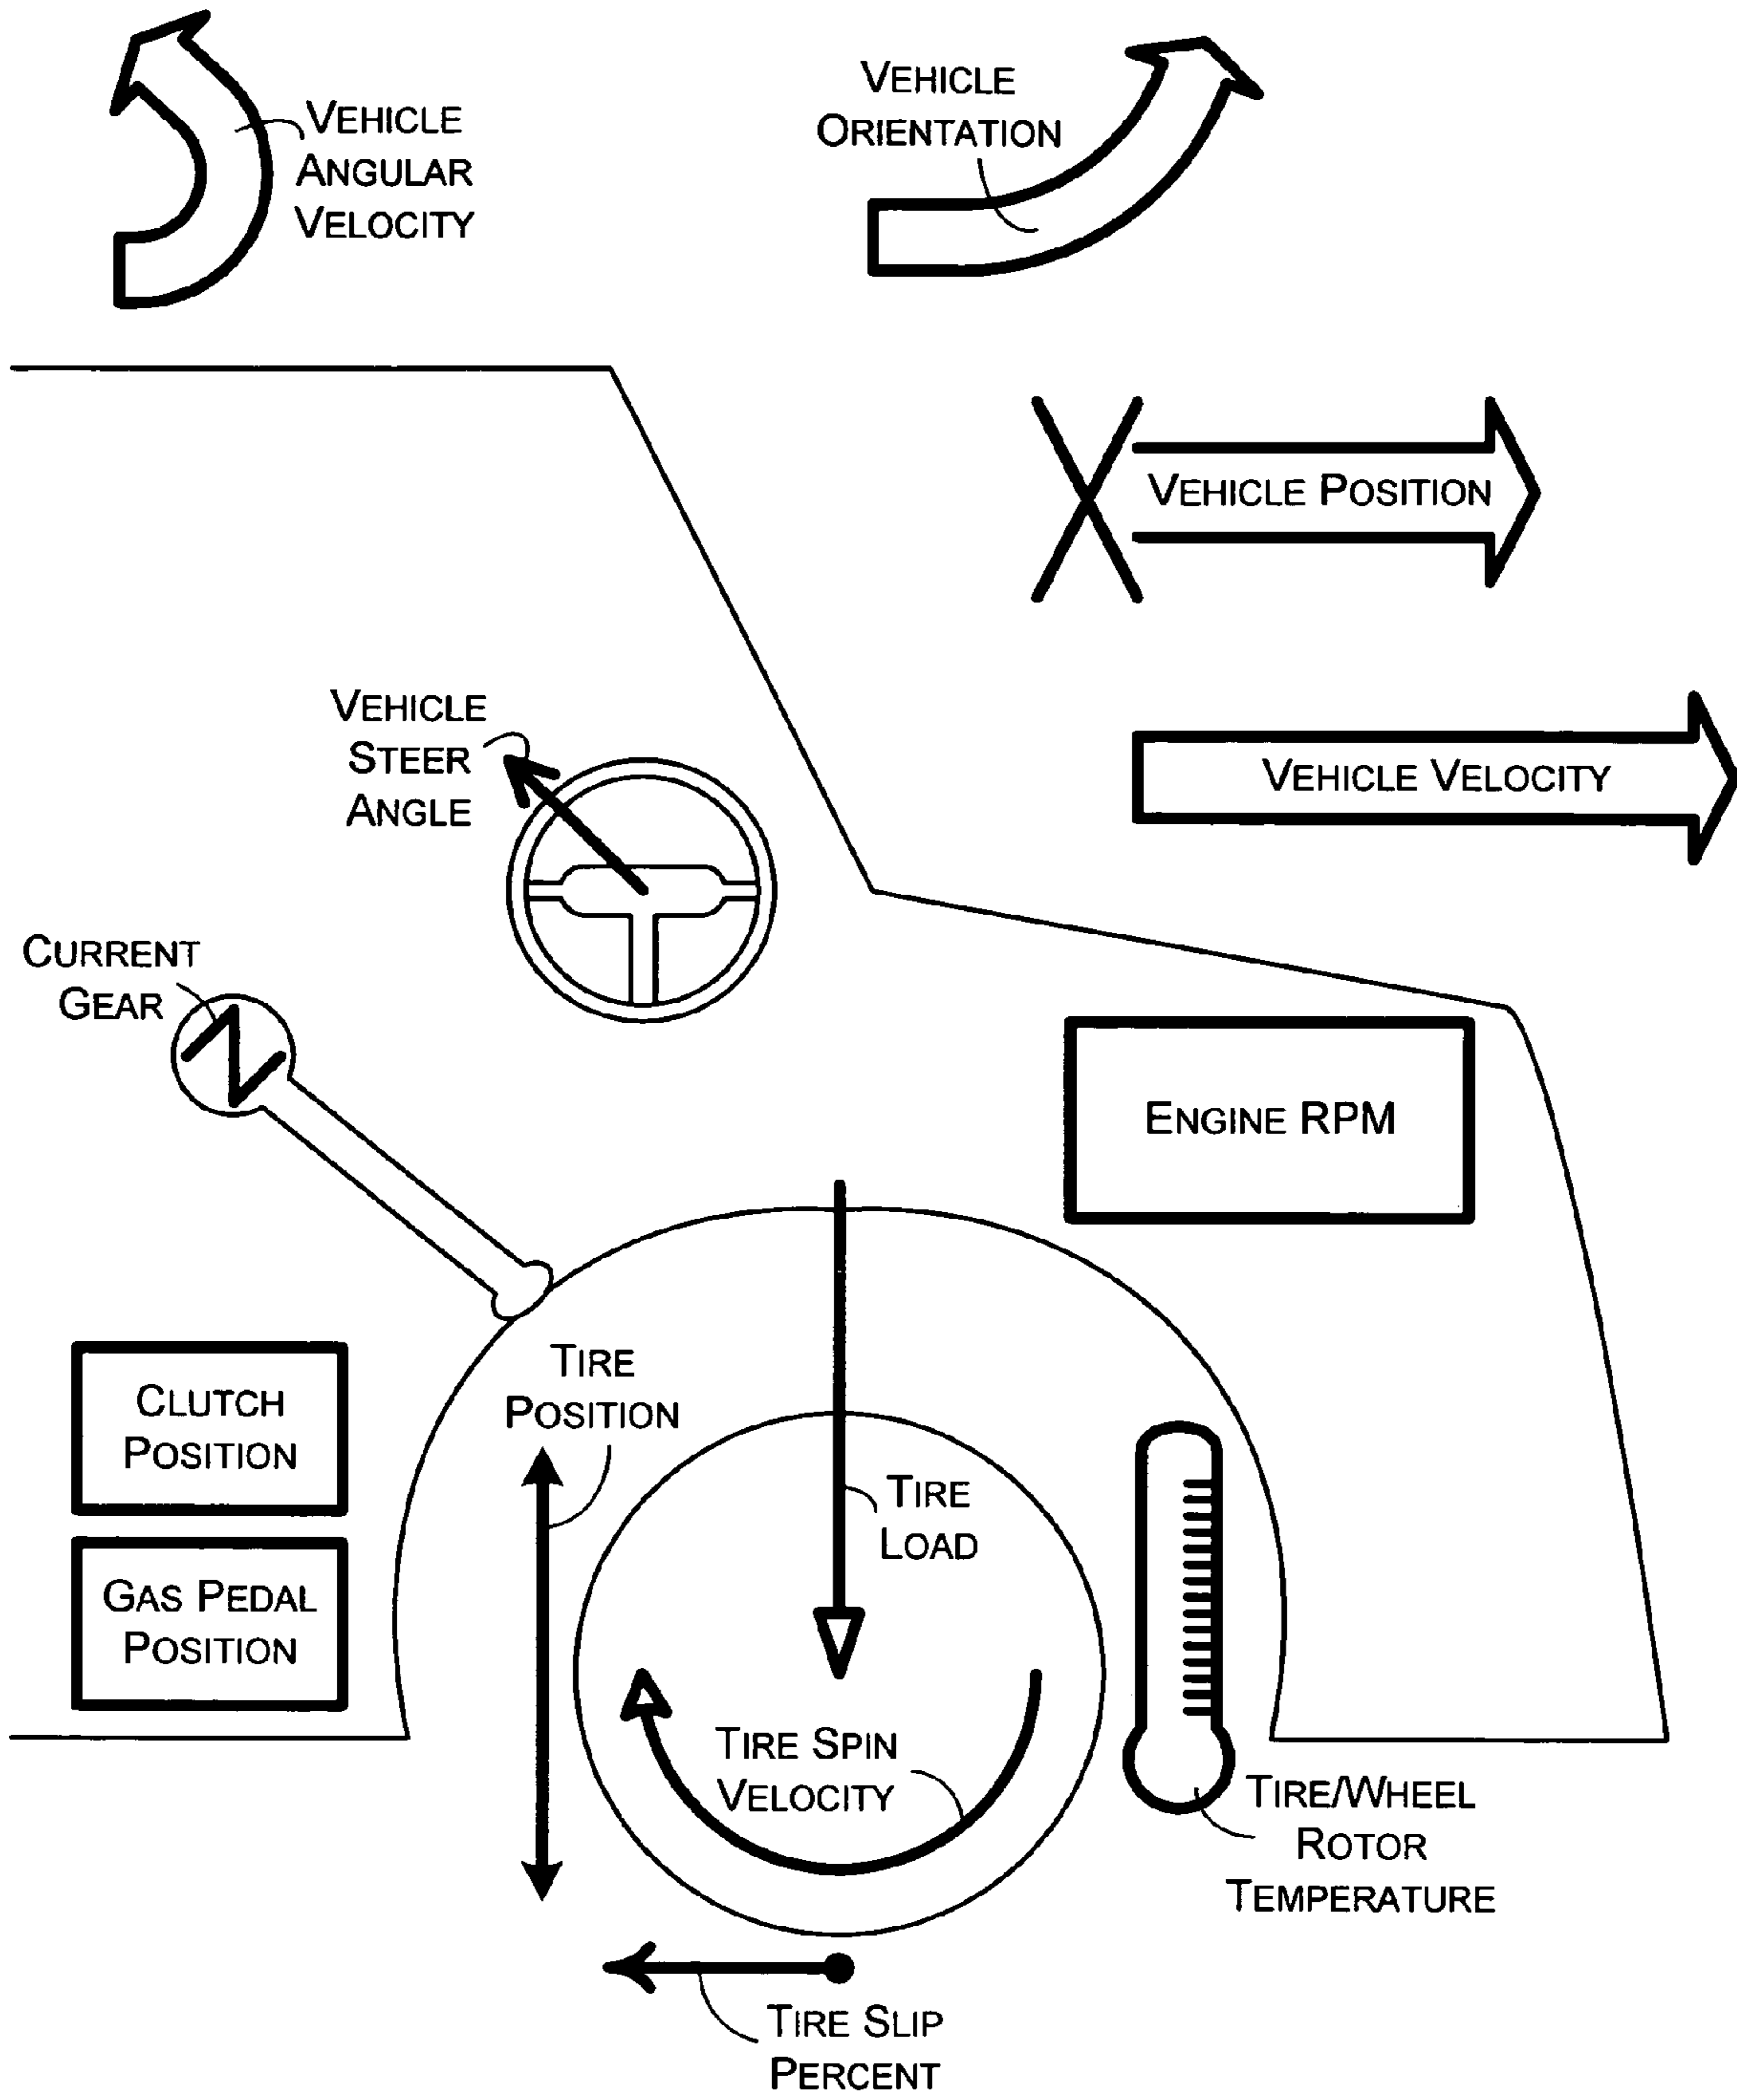 VEHICLE
ANGULAR
VELOCITY
VEHICLE
ORIENTATION
VEHICLE POSITION
VEHICLE
STEER
ANGLE
VEHICLE VELOCITY
CURRENT
GEAR
ENGINE RPM
CLUTCH
POSITION
TIRE
POSITION
TIRE
LOAD
GAS PEDAL
POSITION
TIRE SPIN
VELOCITY
TIRE/WHEEL
ROTOR
TEMPERATURE
TIRE SLIP
PERCENT